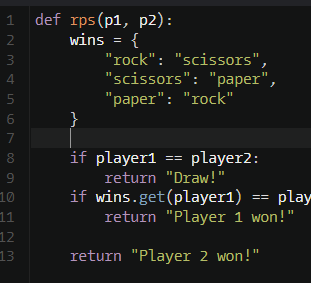 1 def rps(p1, p2):
2     wins = {
3         "rock": "scissors",
4         "scissors": "paper",
5         "paper": "rock"
6     }
7
8     if player1 == player2:
9         return "Draw!"
10     if wins.get(player1) == play
11         return "Player 1 won!"
12
13     return "Player 2 won!"